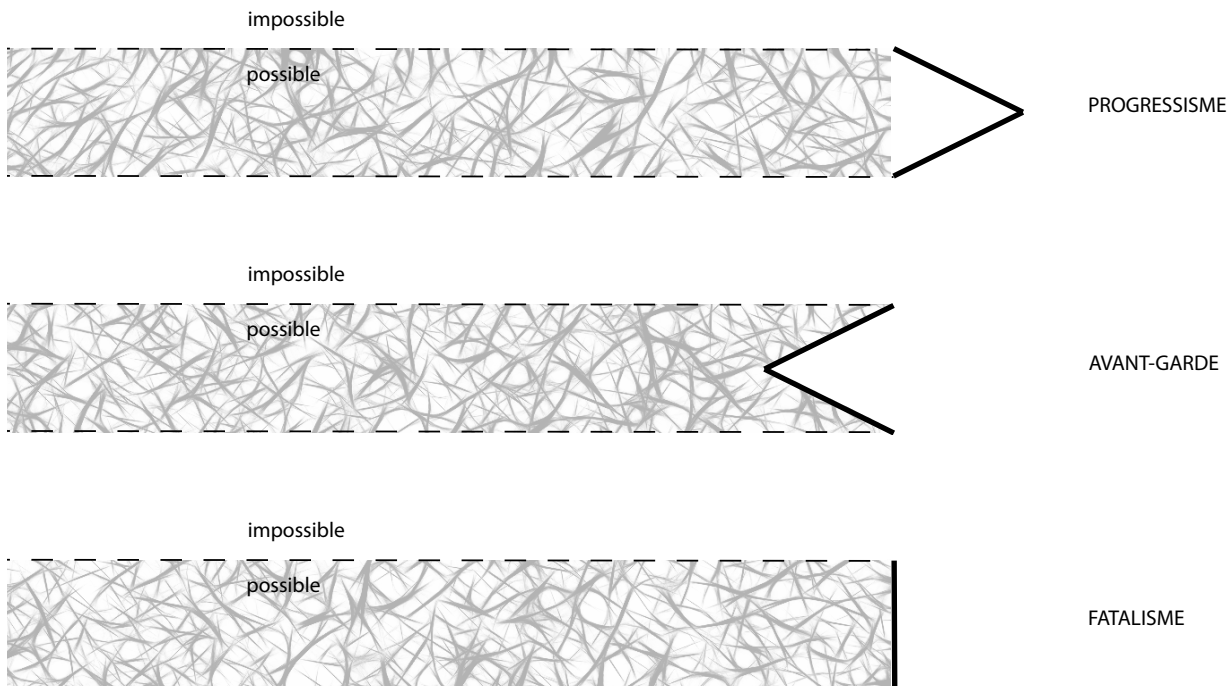 impossible
possible
PROGRESSISME
impossible
possible
AVANT-GARDE
impossible
possible
FATALISME